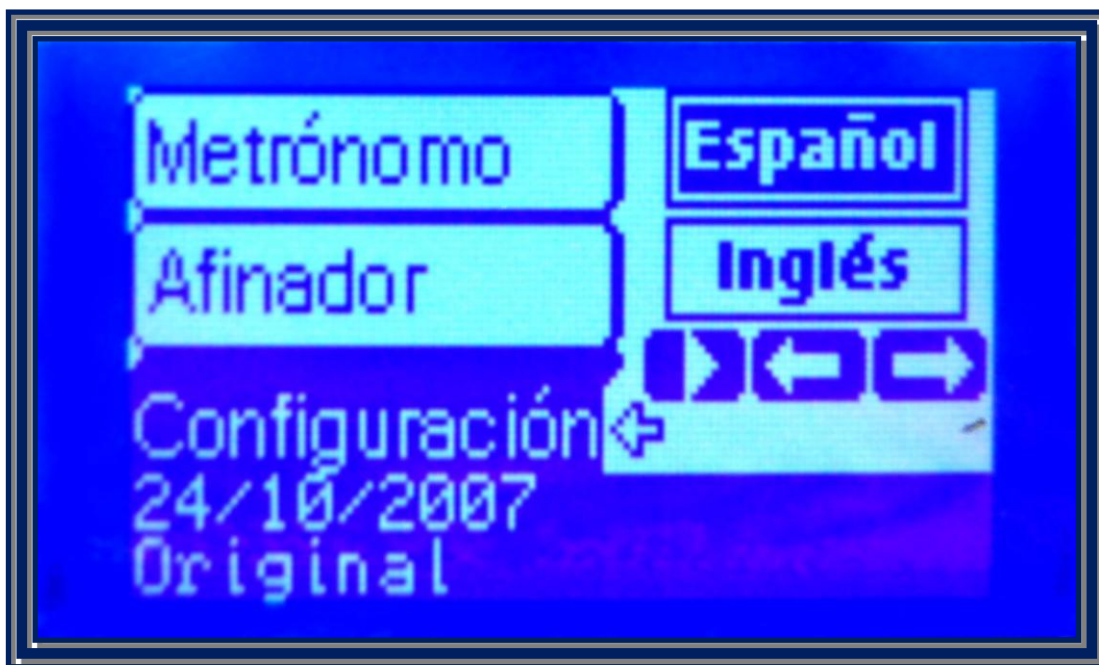 Metrónomo
Español
Afinador
Inglés
Configuración
24/10/2007
Original